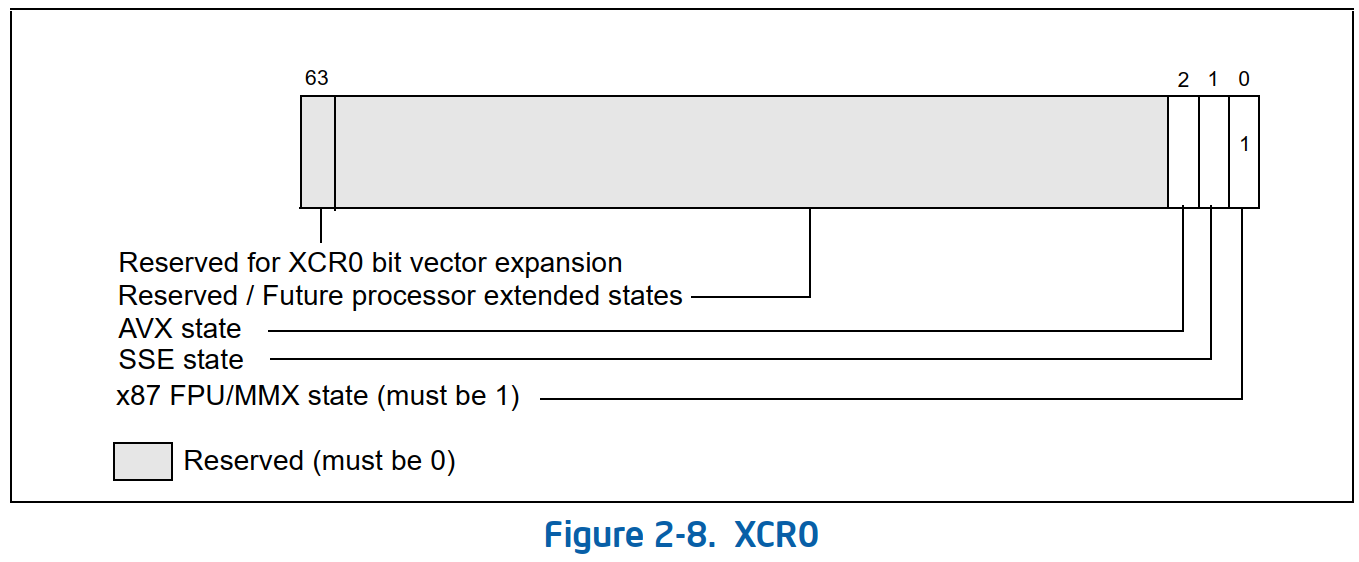 63 2 1 0
1
Reserved for XCR0 bit vector expansion
Reserved / Future processor extended states
AVX state
SSE state
x87 FPU/MMX state (must be 1)
Reserved (must be 0)
Figure 2-8. XCR0